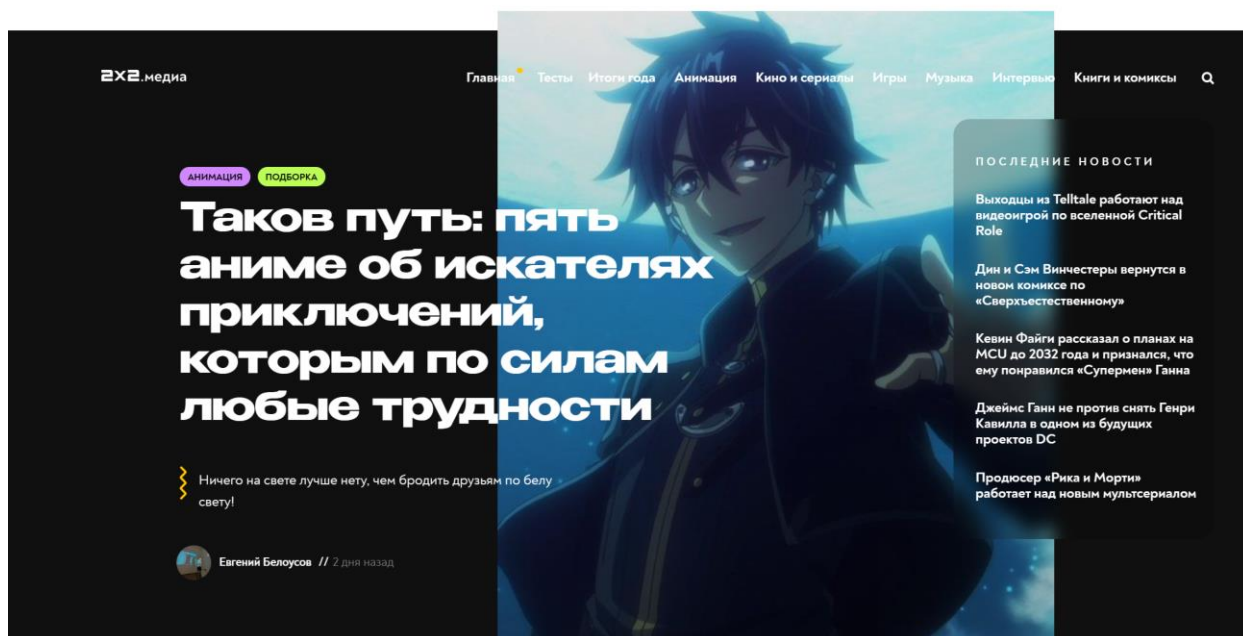 2×2.медиа
Главная Тесты Итоги года Анимация Кино и сериалы Игры Музыка Интервью Книги и комиксы
АНИМАЦИЯ ПОДБОРКА
Таков путь: пять
аниме об искателях
приключений,
которым по силам
любые трудности
Ничего на свете лучше нету, чем бродить друзьям по белу
свету!
Евгений Белоусов // 2 дня назад
ПОСЛЕДНИЕ НОВОСТИ
Выходцы из Telltale работают над
видеоигрой по вселенной Critical
Role
Дин и Сэм Винчестеры вернутся в
новом комиксе по
«Сверхъестественному»
Кевин Файги рассказал о планах на
MCU до 2032 года и признался, что
ему понравился «Супермен» Ганна
Джеймс Ганн не против снять Генри
Кавилла в одном из будущих
проектов DC
Продюсер «Рика и Морти»
работает над новым мультсериалом